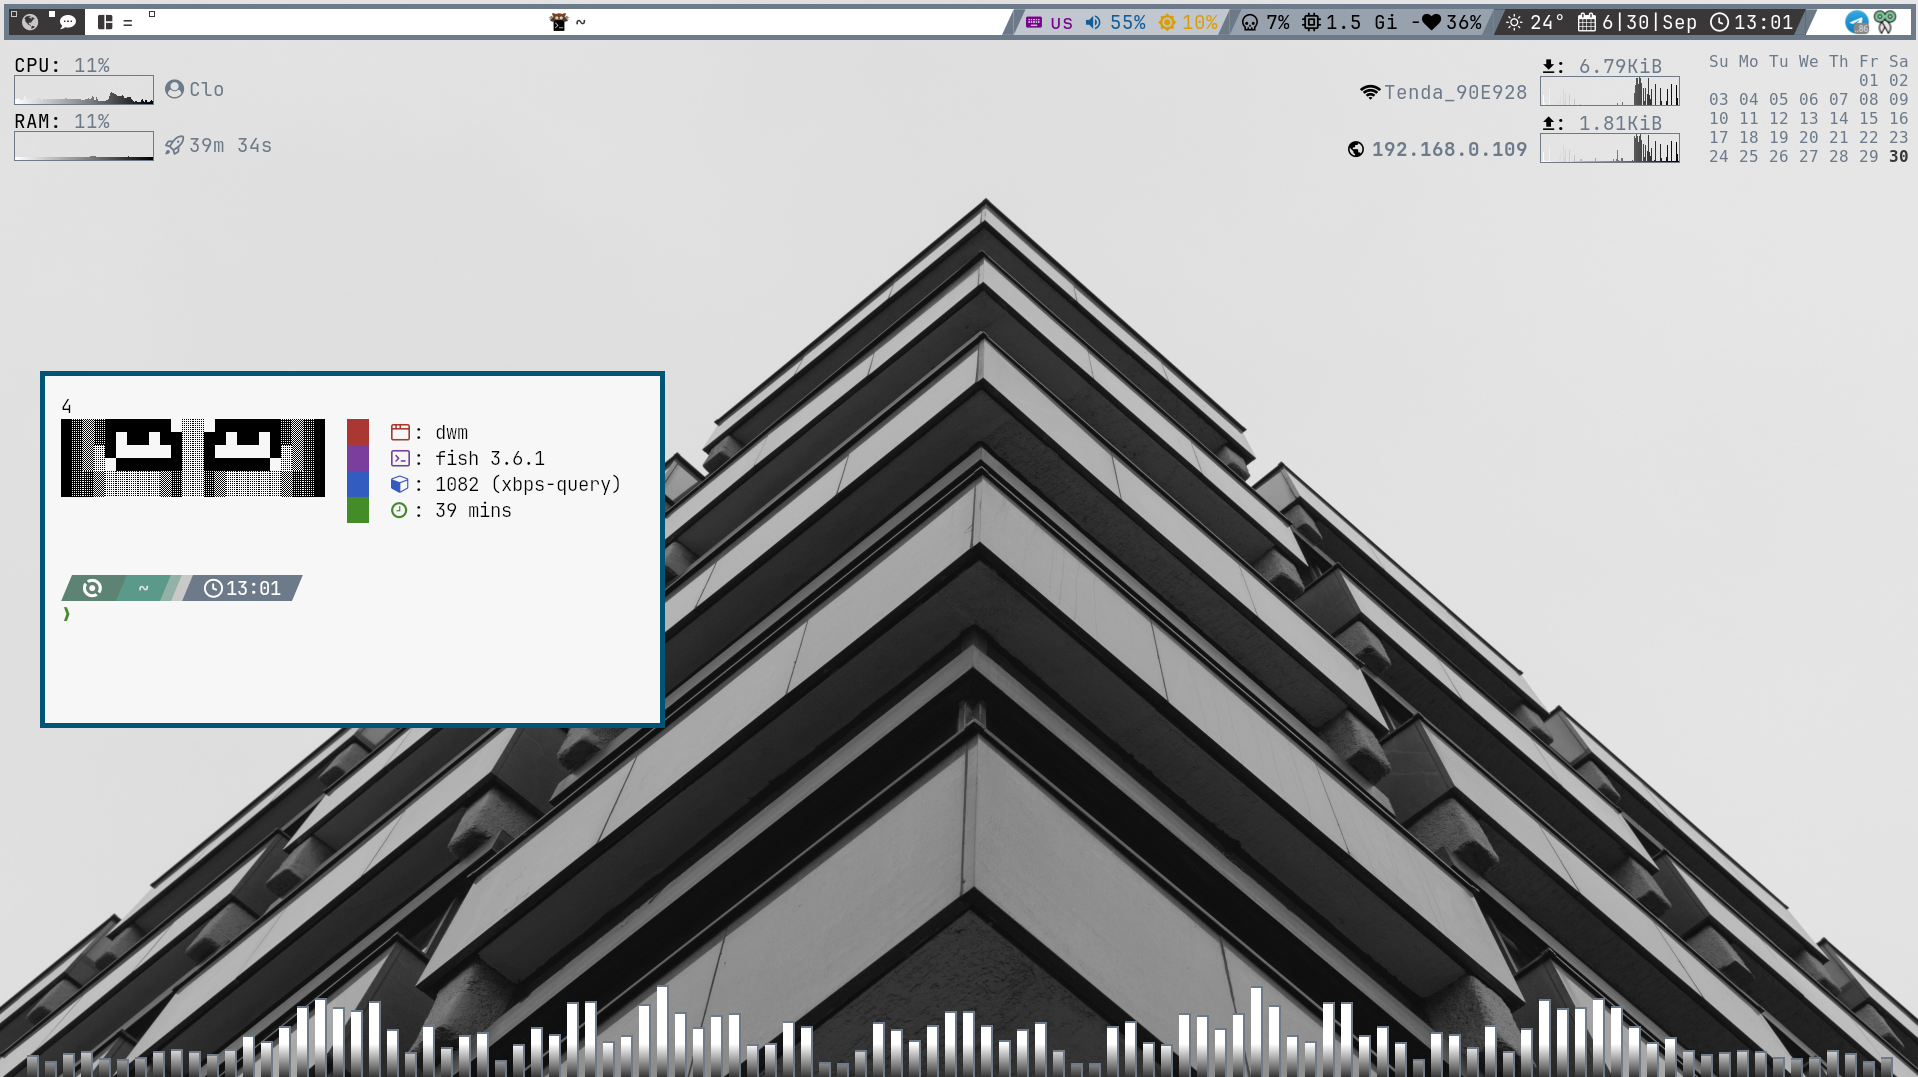 = ~ us 55% 10% 7% 1.5 Gi -♥36% 24° 6|30|Sep 13:01
86
CPU: 11%
Clo
RAM: 11%
39m 34s
: 6.79KiB
Tenda_90E928
: 1.81KiB
192.168.0.109
Su Mo Tu We Th Fr Sa
01 02
03 04 05 06 07 08 09
10 11 12 13 14 15 16
17 18 19 20 21 22 23
24 25 26 27 28 29 30
4
: dwm
: fish 3.6.1
: 1082 (xbps-query)
: 39 mins
~ 13:01
❯